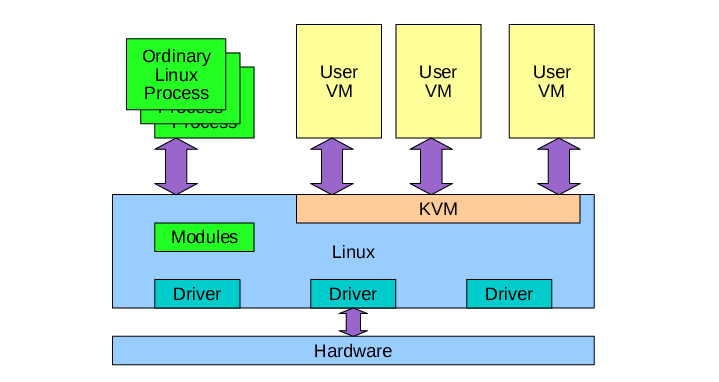 Ordinary
Linux
Process
Process
Process
User
VM
User
VM
User
VM
KVM
Modules
Linux
Driver
Driver
Driver
Hardware